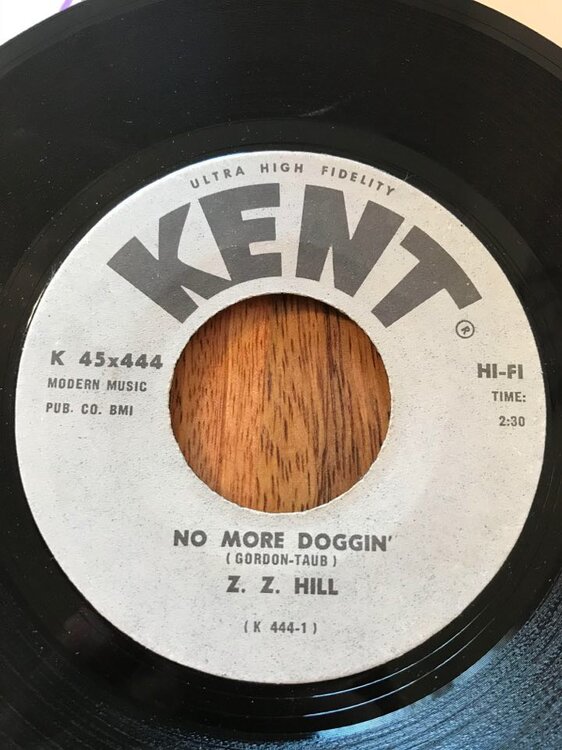 ULTRA HIGH FIDELITY
KENT
K 45x444
MODERN MUSIC
PUB. CO. BMI
HI-FI
TIME:
2:30
NO MORE DOGGIN'
( GORDON-TAUB )
Z. Z. HILL
( K 444-1 )